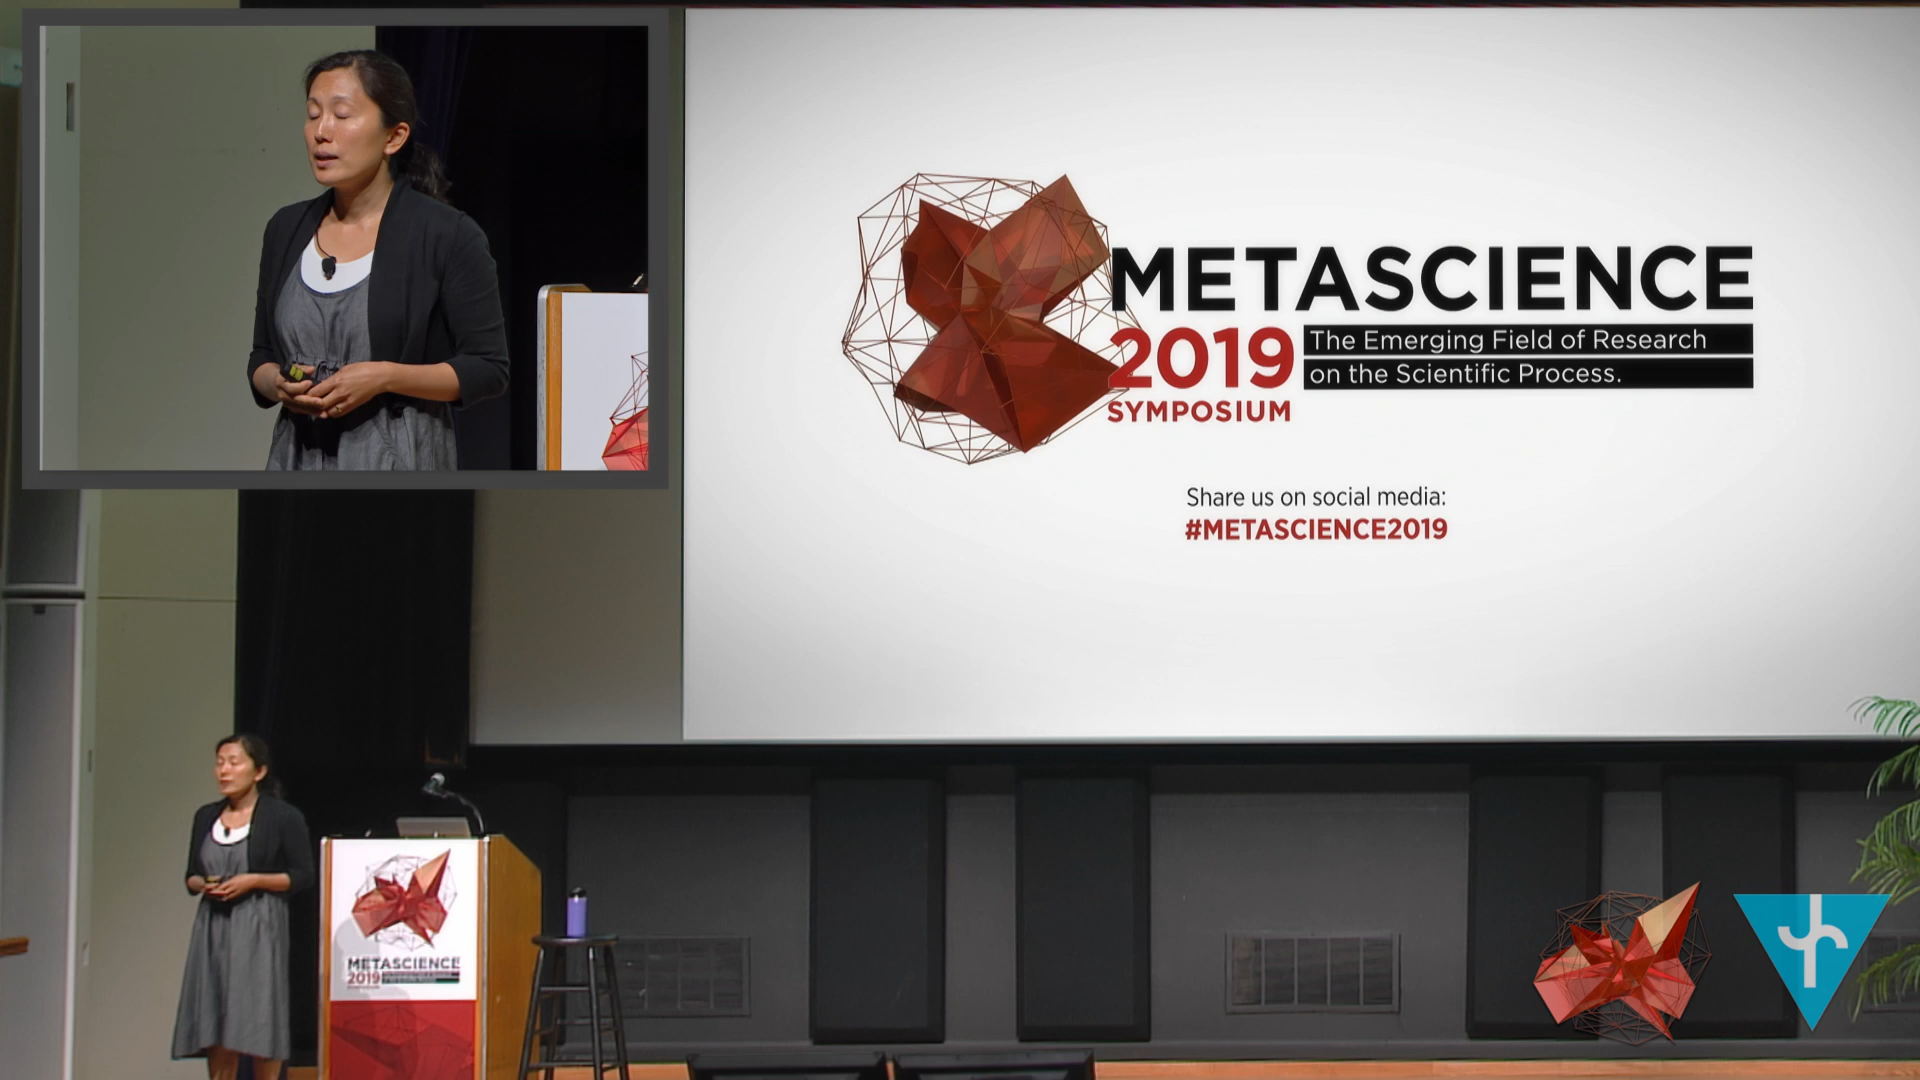 METASCIENCE
2019
The Emerging Field of Research
on the Scientific Process.
SYMPOSIUM
Share us on social media:
#METASCIENCE2019
METASCIENCE
2019